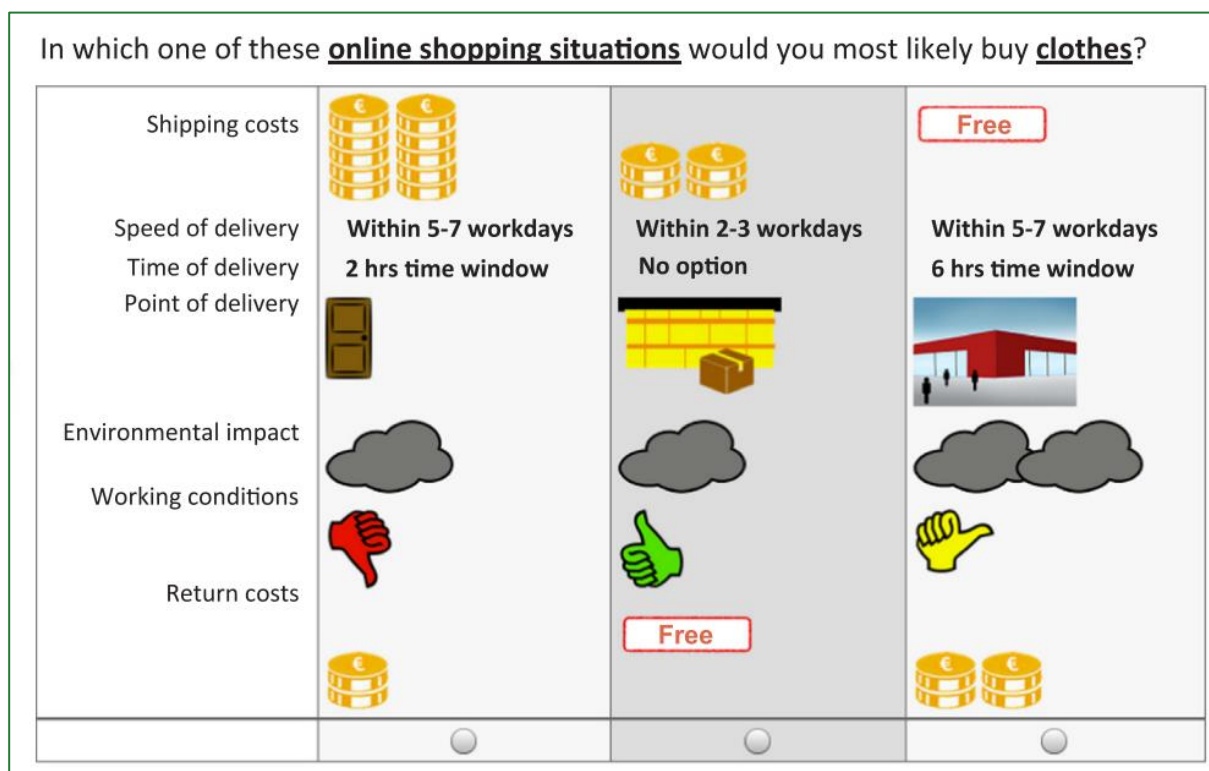 In which one of these online shopping situations would you most likely buy clothes?
Shipping costs
€ €
€ €
Free
Speed of delivery
Within 5-7 workdays
Within 2-3 workdays
Within 5-7 workdays
Time of delivery
2 hrs time window
No option
6 hrs time window
Point of delivery
Environmental impact
Working conditions
Return costs
€
Free
€ €